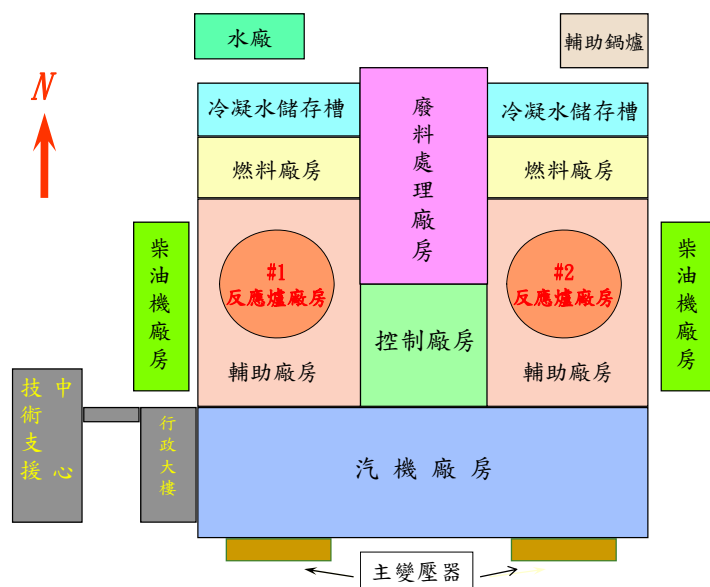 水廠
輔助鍋爐
N
冷凝水儲存槽
廢料處理廠房
冷凝水儲存槽
燃料廠房
燃料廠房
柴油機廠房
#1
反應爐廠房
#2
反應爐廠房
柴油機廠房
控制廠房
輔助廠房
輔助廠房
技術支援
中心
行政大樓
汽機廠房
主變壓器